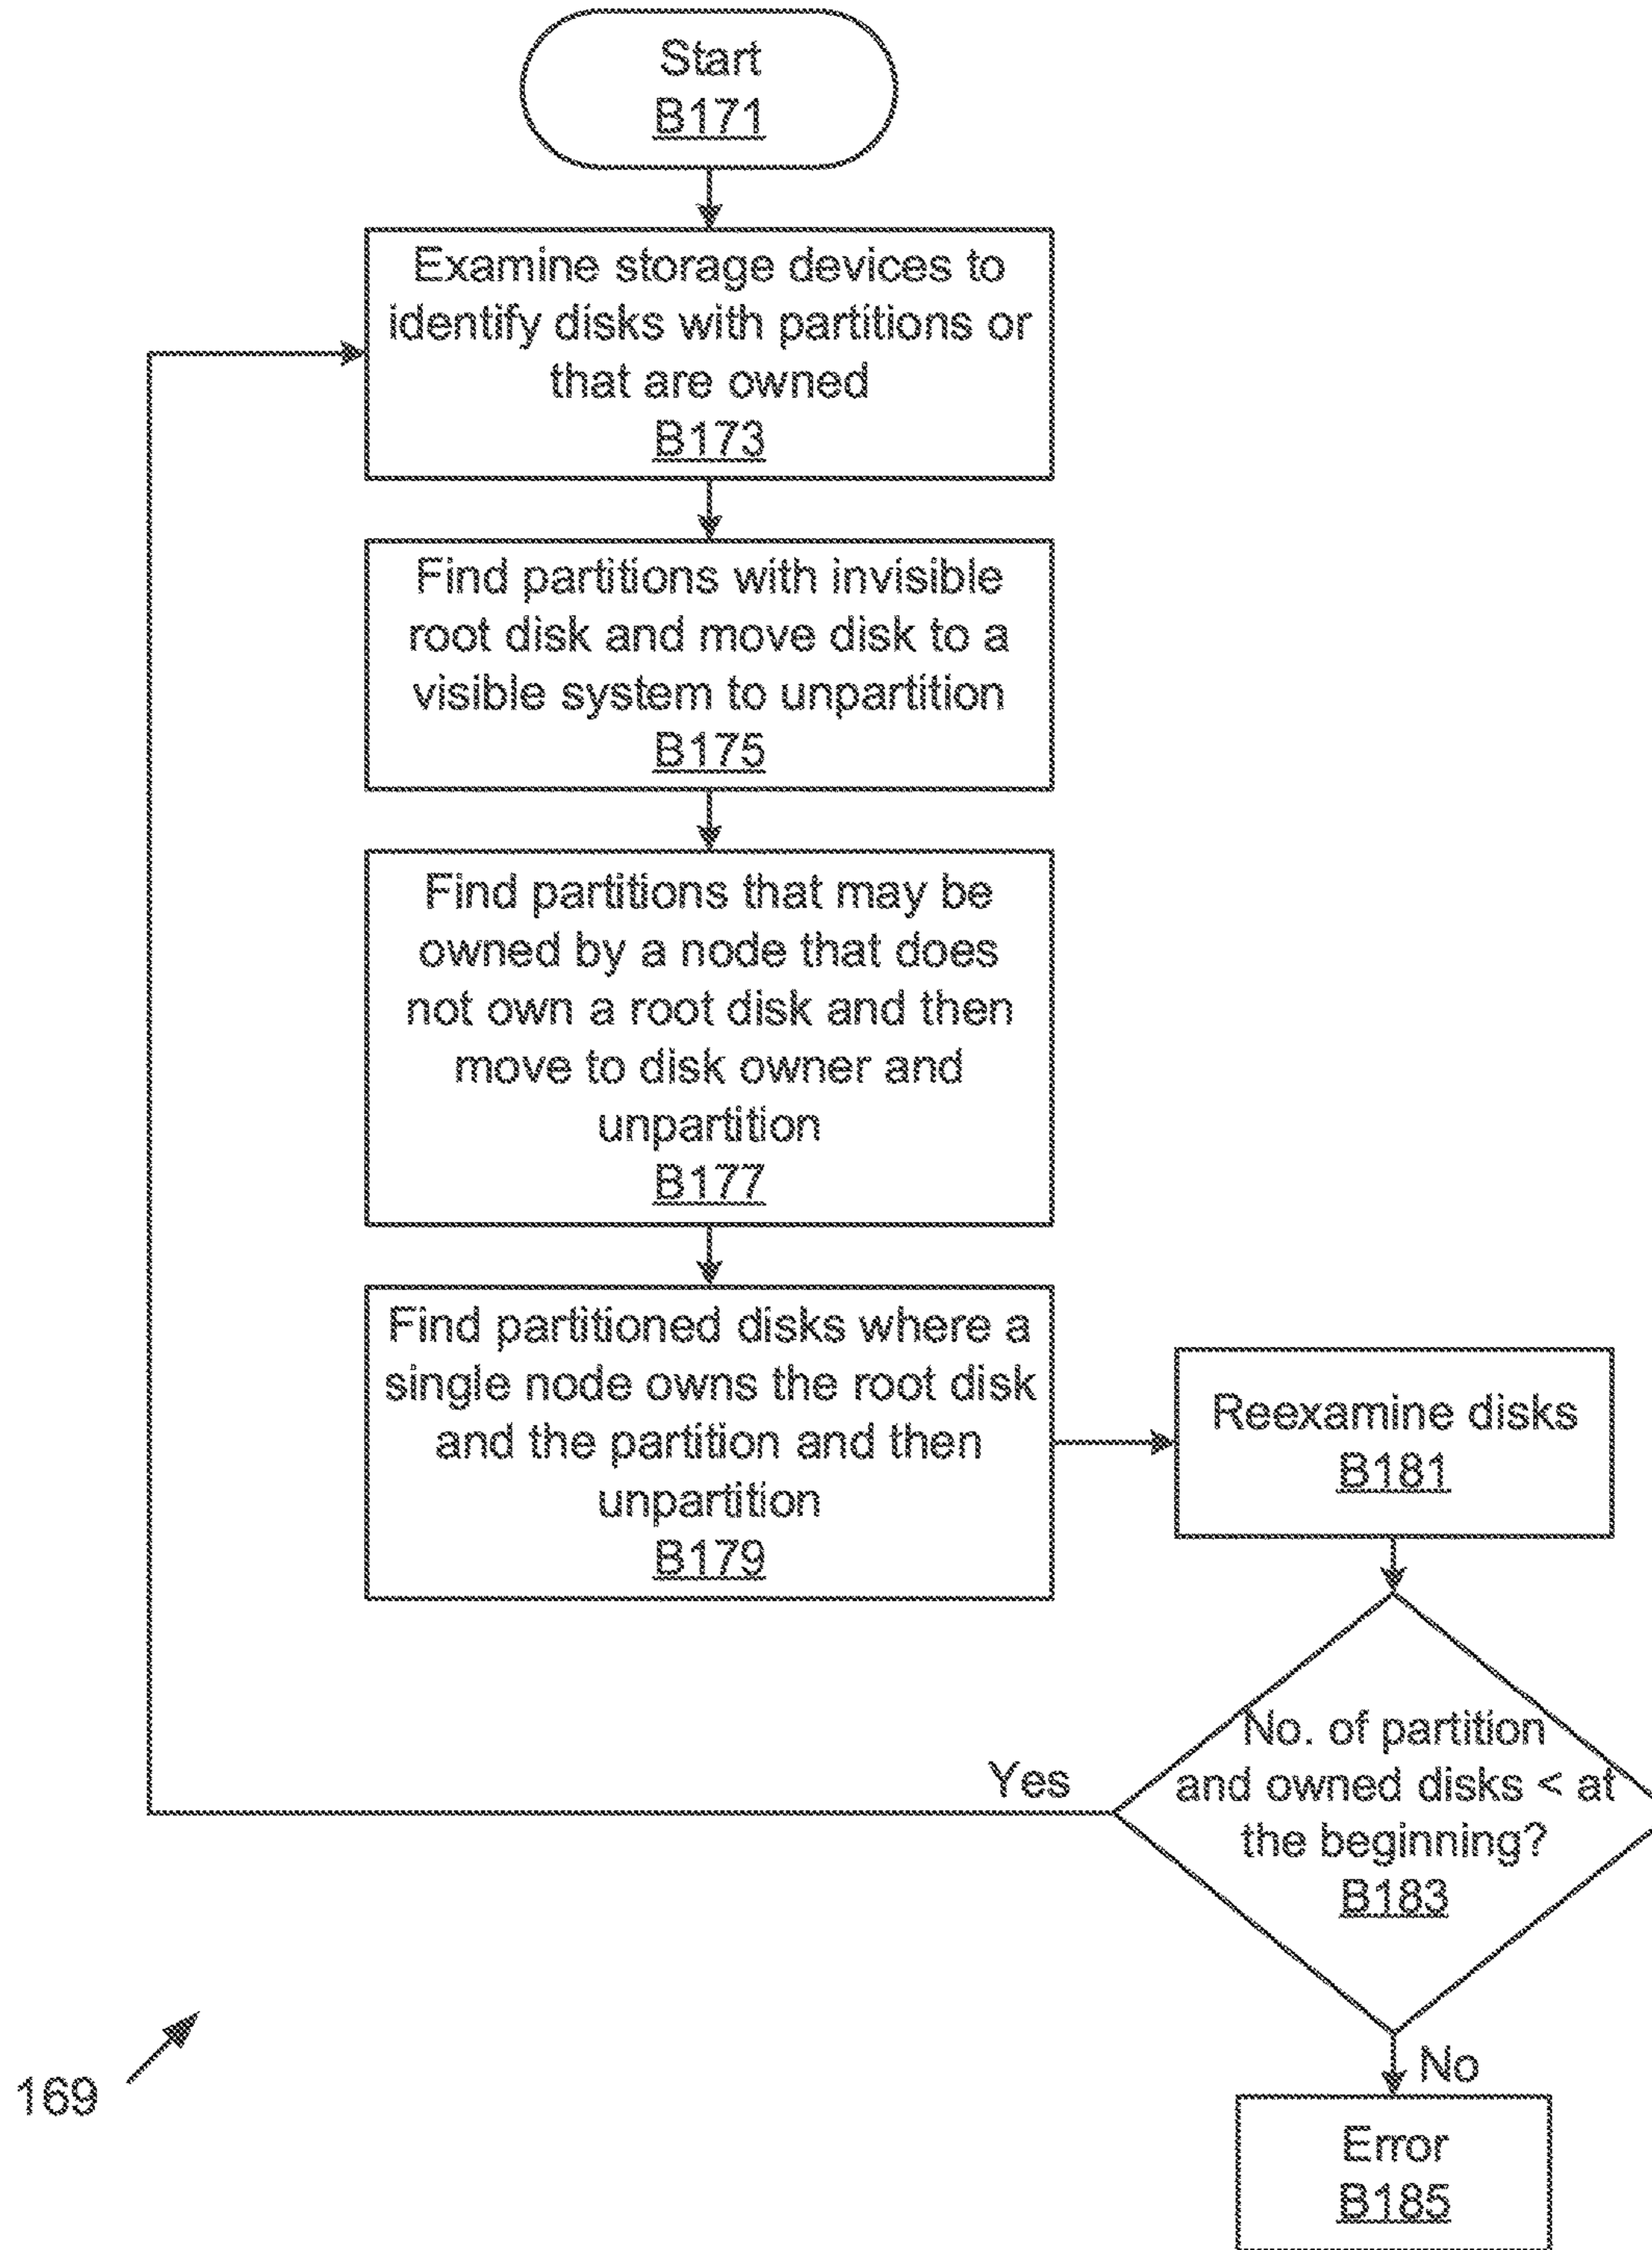 Start
B171
Examine storage devices to
identify disks with partitions or
that are owned
B173
Find partitions with invisible
root disk and move disk to a
visible system to unpartition
B175
Find partitions that may be
owned by a node that does
not own a root disk and then
move to disk owner and
unpartition
B177
Find partitioned disks where a
single node owns the root disk
and the partition and then
unpartition
B179
Reexamine disks
B181
No. of partition
and owned disks < at
the beginning?
B183
Yes
No
Error
B185
169